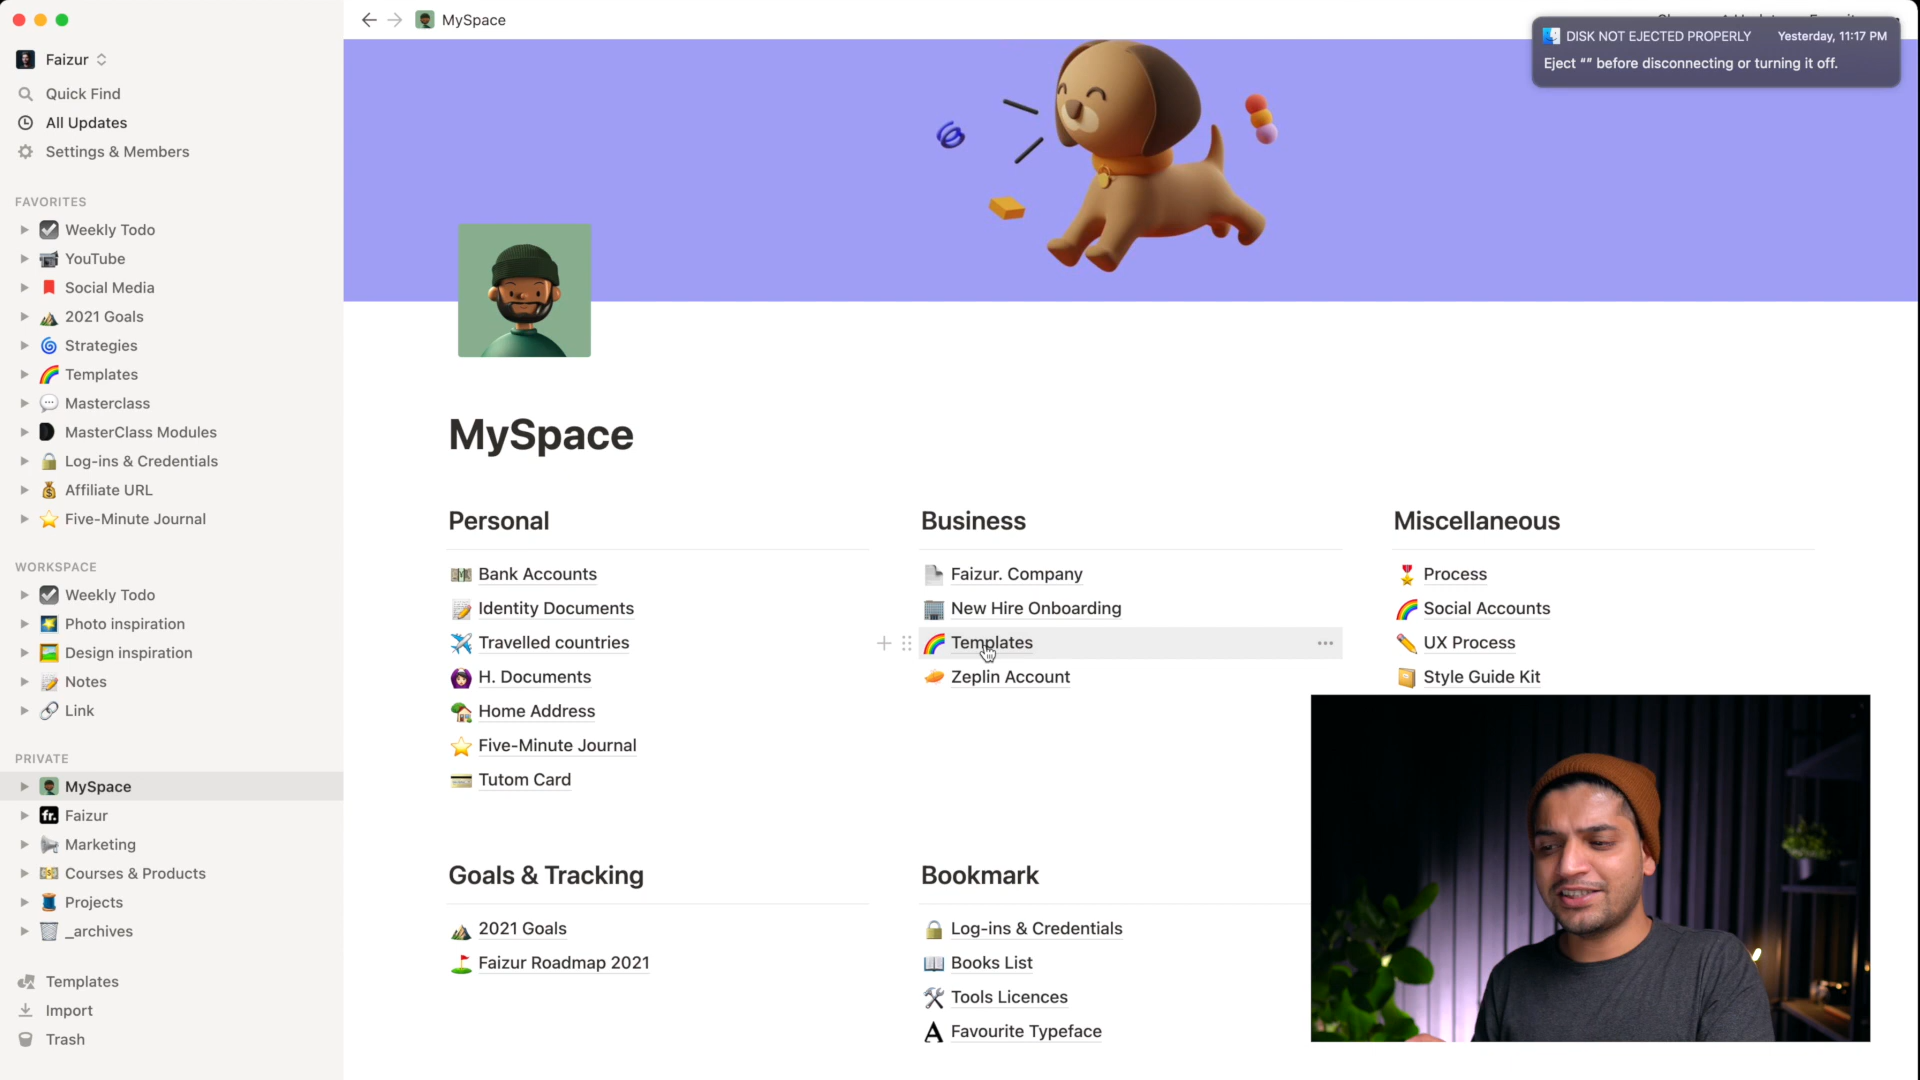 Faizur
Quick Find
All Updates
Settings & Members
FAVORITES
Weekly Todo
YouTube
Social Media
2021 Goals
Strategies
Templates
Masterclass
MasterClass Modules
Log-ins & Credentials
Affiliate URL
Five-Minute Journal
WORKSPACE
Weekly Todo
Photo inspiration
Design inspiration
Notes
Link
PRIVATE
MySpace
fr. Faizur
Marketing
Courses & Products
Projects
_archives
Templates
Import
Trash
MySpace
DISK NOT EJECTED PROPERLY Yesterday, 11:17 PM
Eject “” before disconnecting or turning it off.
MySpace
Personal
Bank Accounts
Identity Documents
Travelled countries
H. Documents
Home Address
Five-Minute Journal
Tutom Card
Business
Faizur. Company
New Hire Onboarding
Templates
Zeplin Account
Miscellaneous
Process
Social Accounts
UX Process
Style Guide Kit
Goals & Tracking
2021 Goals
Faizur Roadmap 2021
Bookmark
Log-ins & Credentials
Books List
Tools Licences
Favourite Typeface